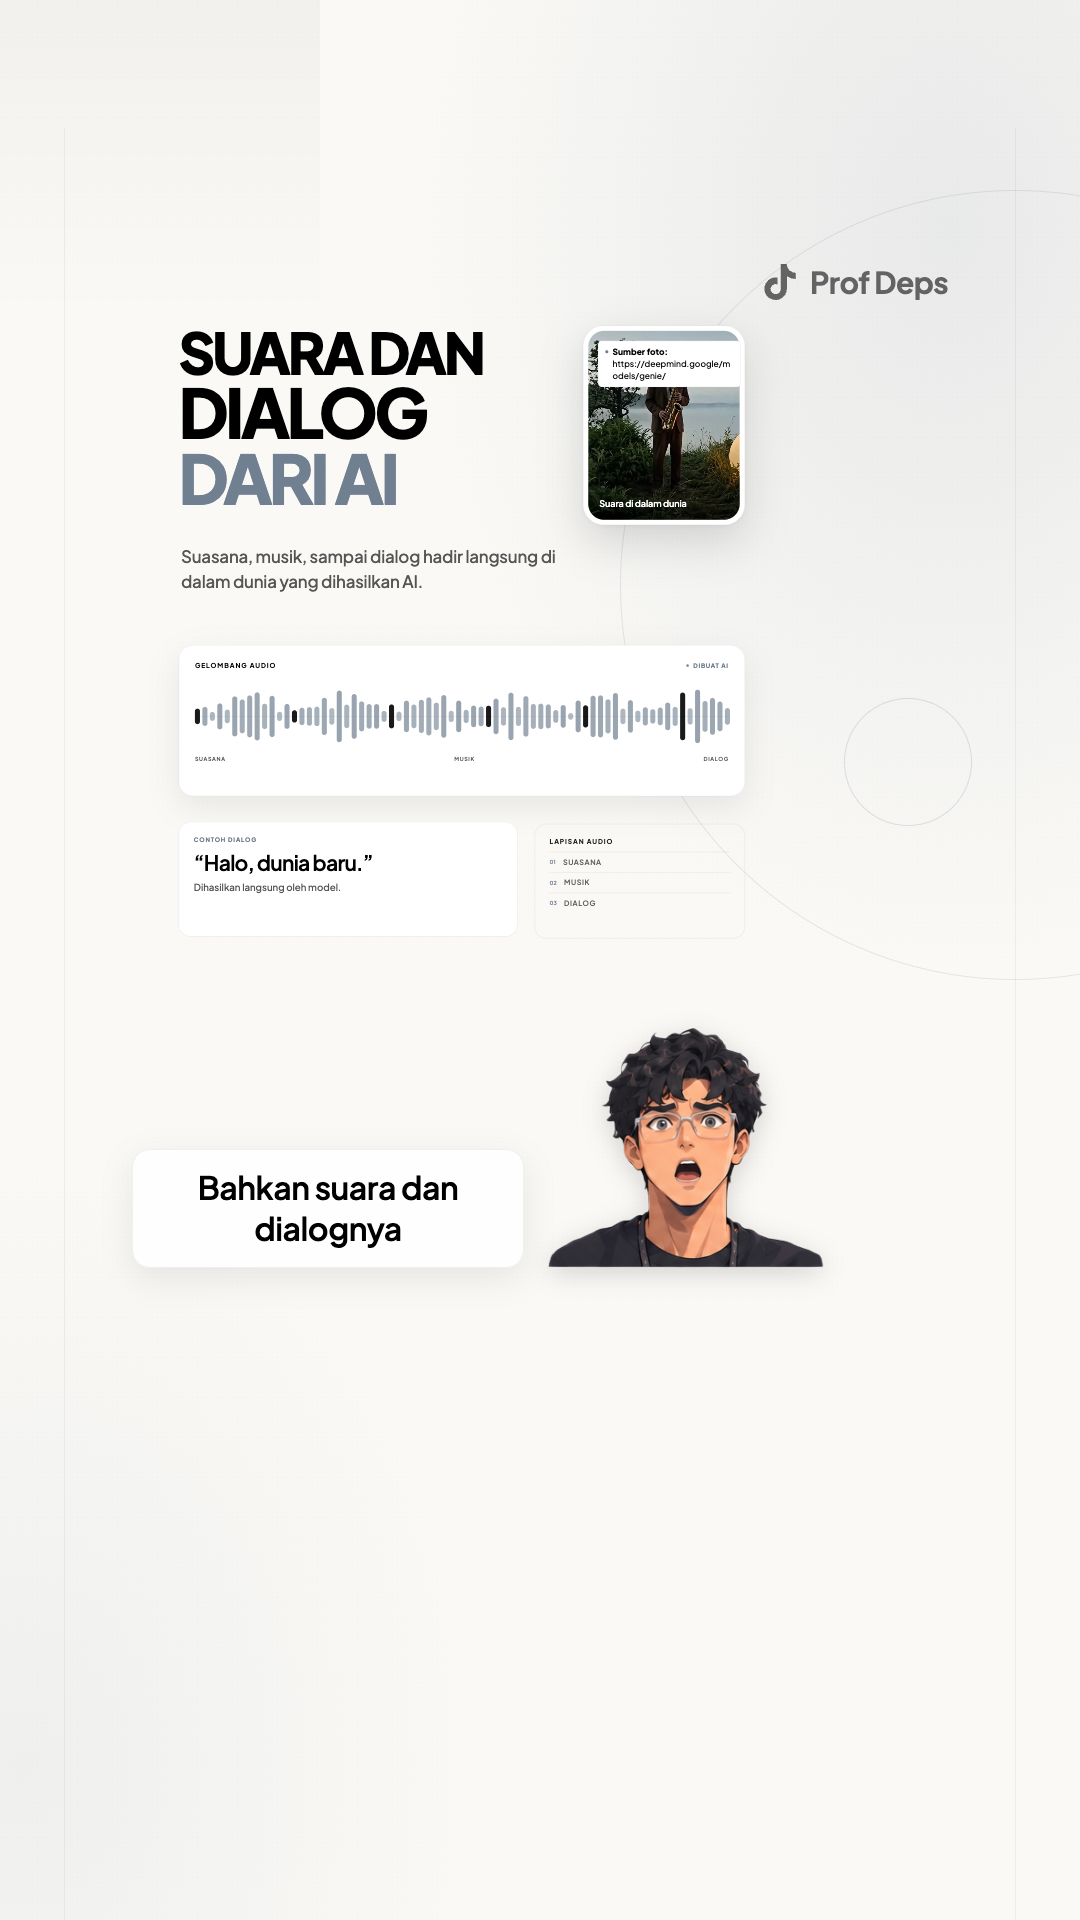 Prof Deps
SUARA DAN
DIALOG
DARI AI
Sumber foto:
https://deepmind.google/m
odels/genie/
Suara di dalam dunia
Suasana, musik, sampai dialog hadir langsung di
dalam dunia yang dihasilkan AI.
GELOMBANG AUDIO
DIBUAT AI
SUASANA
MUSIK
DIALOG
CONTOH DIALOG
“Halo, dunia baru.”
Dihasilkan langsung oleh model.
LAPISAN AUDIO
01 SUASANA
02 MUSIK
03 DIALOG
Bahkan suara dan
dialognya